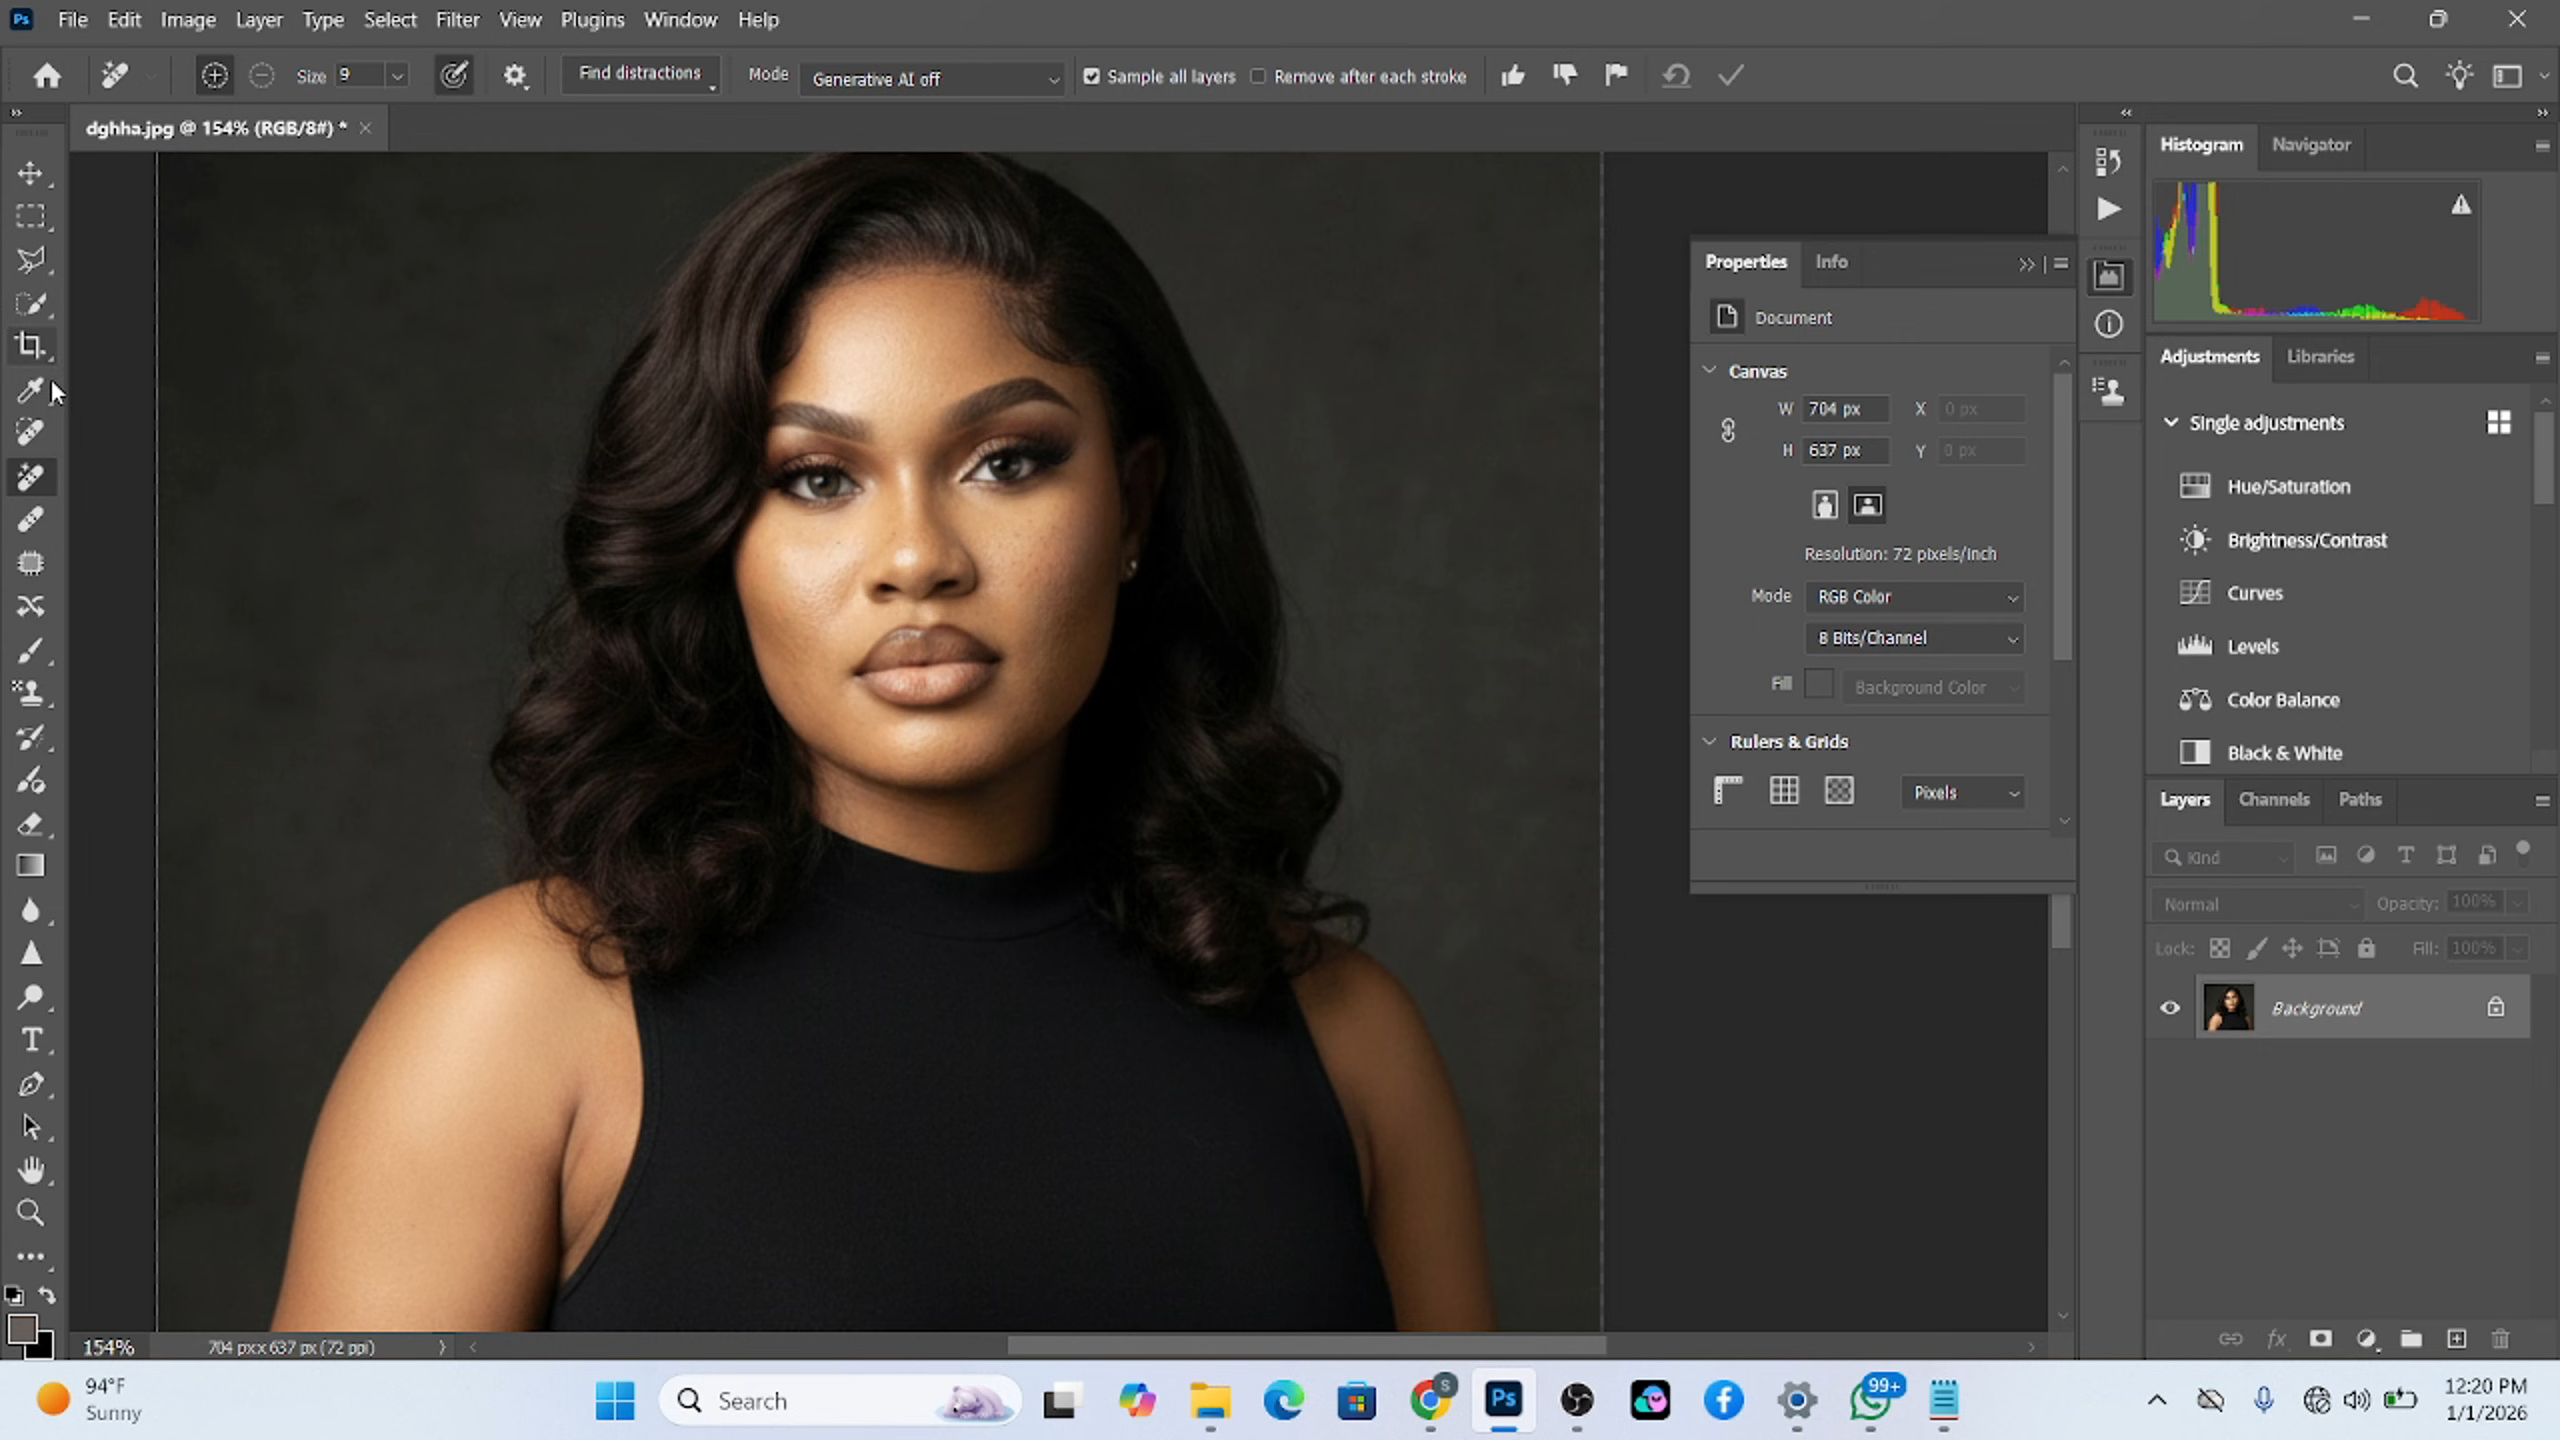 Ps File Edit Image Layer Type Select Filter View Plugins Window Help
Size 9 Find distractions Mode Generative AI off Sample all layers Remove after each stroke
dghha.jpg @ 154% (RGB/8#) *
Histogram Navigator
Properties Info
Document
Canvas
W 704 px X 0 px
H 637 px Y 0 px
Resolution: 72 pixels/inch
Mode RGB Color
8 Bits/Channel
Fill Background Color
Rulers & Grids
Pixels
Adjustments Libraries
Single adjustments
Hue/Saturation
Brightness/Contrast
Curves
Levels
Color Balance
Black & White
Layers Channels Paths
Kind
Normal Opacity: 100%
Lock: Fill: 100%
Background
154% 704 px x 637 px (72 ppi)
94°F
Sunny
Search
S
Ps
99+
12:20 PM
1/1/2026